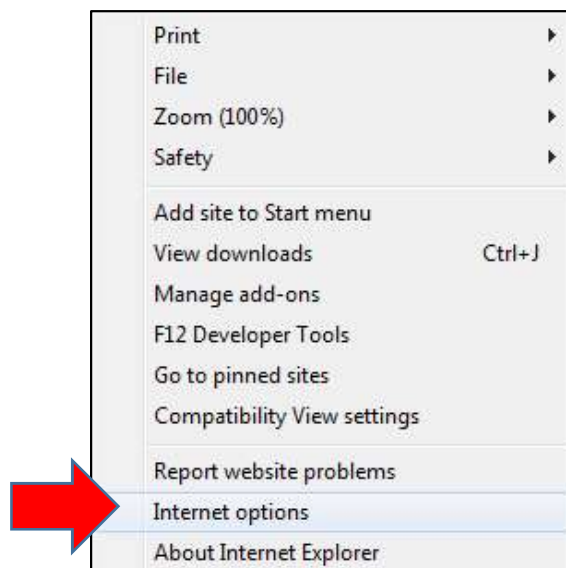 Print
File
Zoom (100%)
Safety
Add site to Start menu
View downloads Ctrl+J
Manage add-ons
F12 Developer Tools
Go to pinned sites
Compatibility View settings
Report website problems
Internet options
About Internet Explorer